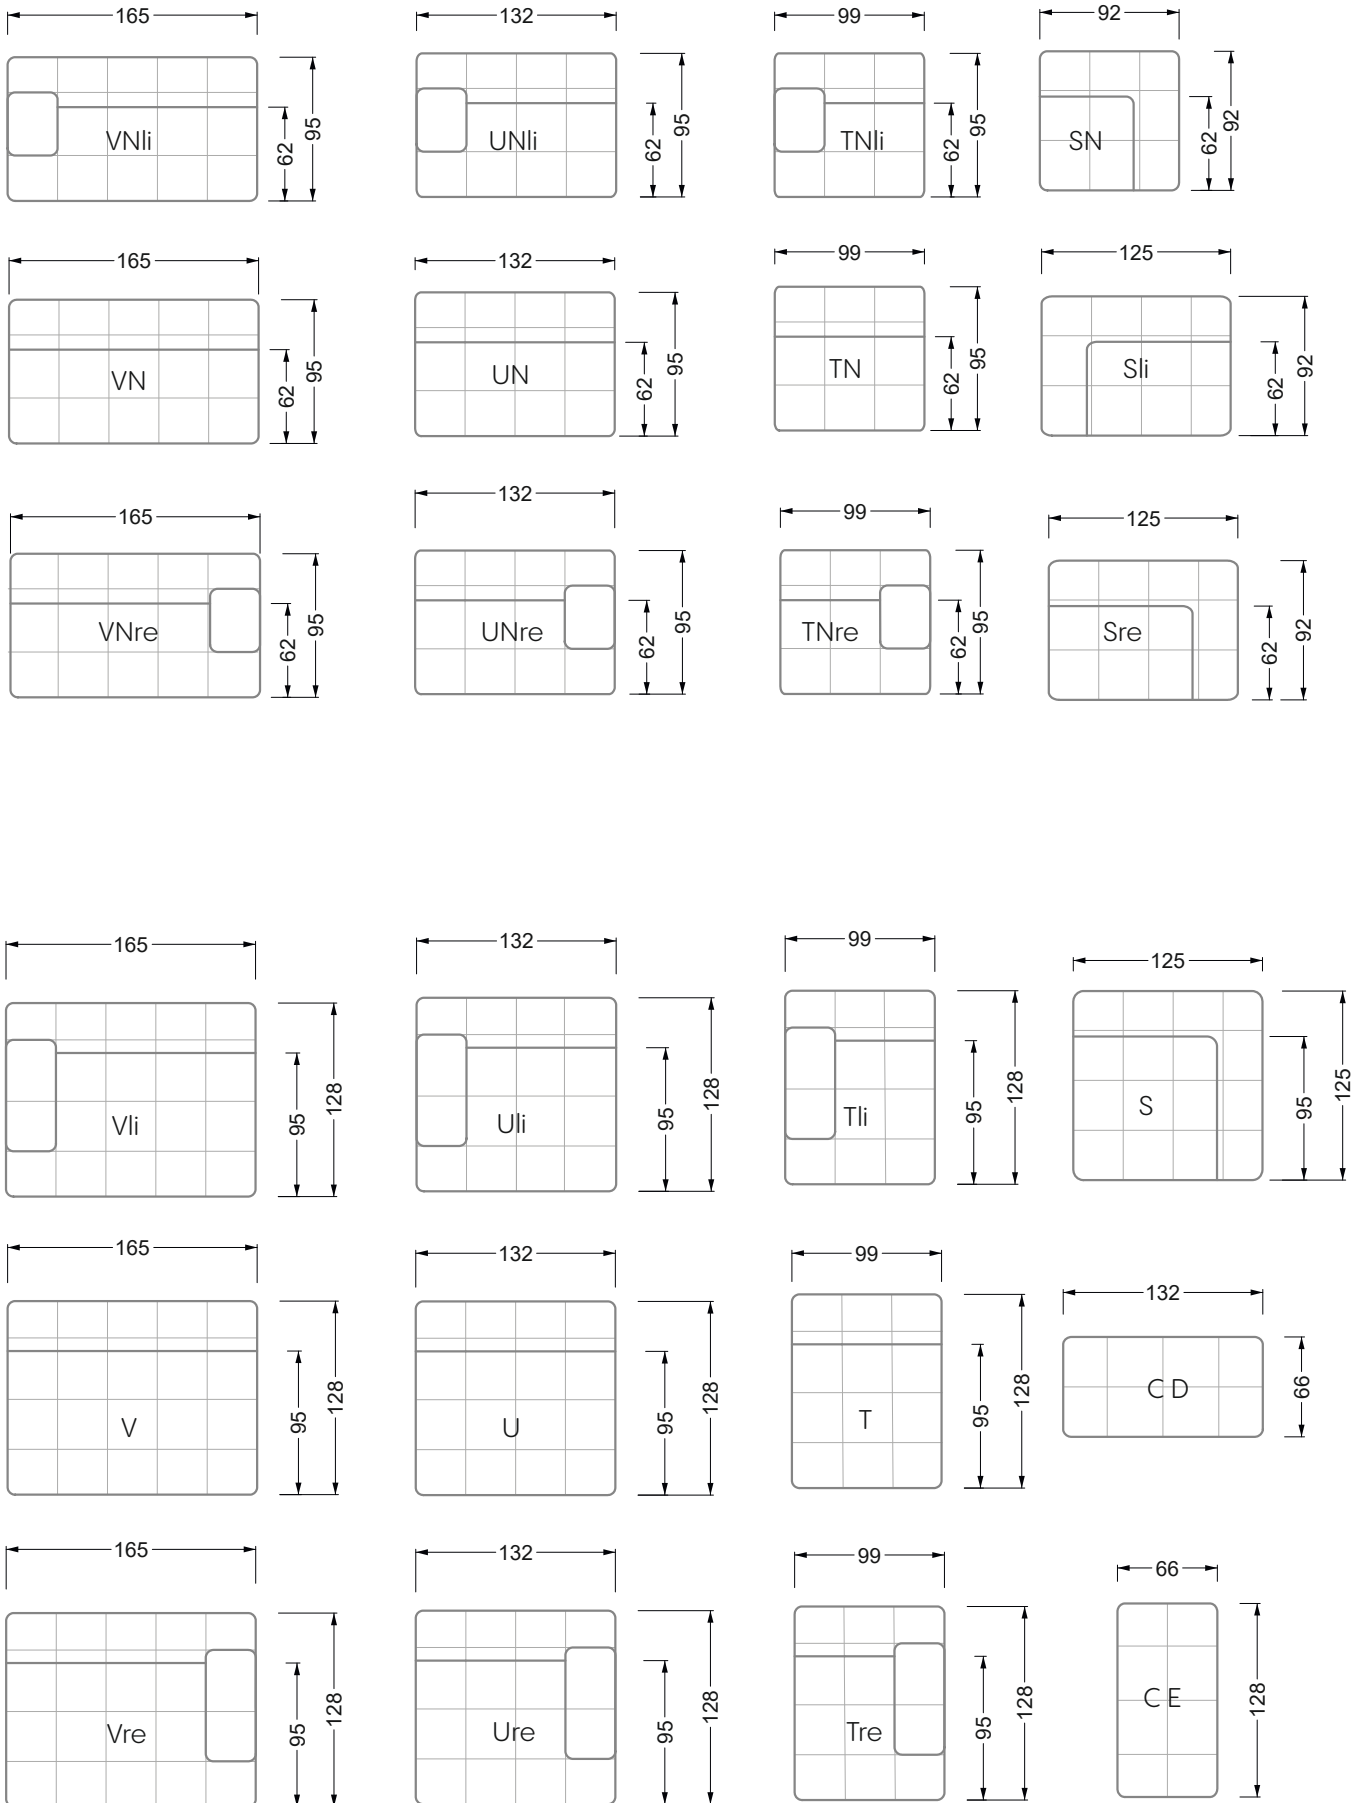 165 132 99 92
VNli 62 95 UNli 62 95 TNli 62 95 SN 62 92
165 132 99 125
VN 62 95 UN 62 95 TN 62 95 Sli 62 92
165 132 99 125
VNre 62 95 UNre 62 95 TNre 62 95 Sre 62 92
165 132 99 125
Vli 95 128 Uli 95 128 Tli 95 128 S 95 125
165 132 99 132
V 95 128 U 95 128 T 95 128 C D 66
165 132 99 66
Vre 95 128 Ure 95 128 Tre 95 128 C E 128